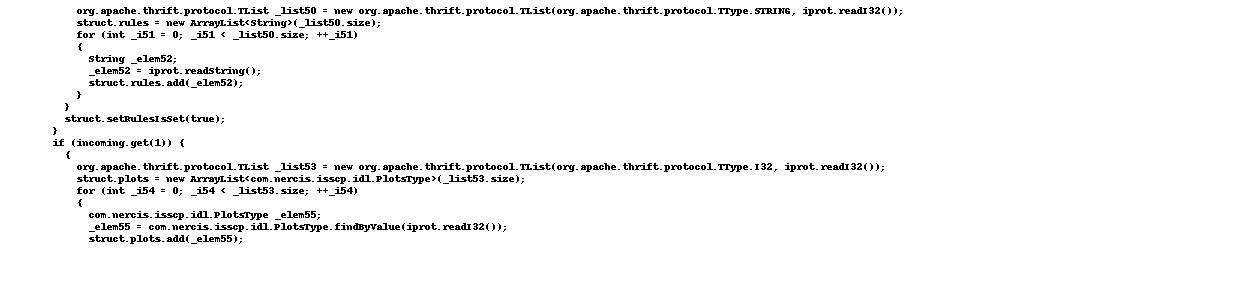 org.apache.thrift.protocol.TList _list50 = new org.apache.thrift.protocol.TList(org.apache.thrift.protocol.TType.STRING, iprot.readI32());
struct.rules = new ArrayList<String>(_list50.size);
for (int _i51 = 0; _i51 < _list50.size; ++_i51)
{
String _elem52;
_elem52 = iprot.readString();
struct.rules.add(_elem52);
}
}
struct.setRulesIsSet(true);
}
if (incoming.get(1)) {
{
org.apache.thrift.protocol.TList _list53 = new org.apache.thrift.protocol.TList(org.apache.thrift.protocol.TType.I32, iprot.readI32());
struct.plots = new ArrayList<com.nercis.isscp.idl.PlotsType>(_list53.size);
for (int _i54 = 0; _i54 < _list53.size; ++_i54)
{
com.nercis.isscp.idl.PlotsType _elem55;
_elem55 = com.nercis.isscp.idl.PlotsType.findByValue(iprot.readI32());
struct.plots.add(_elem55);